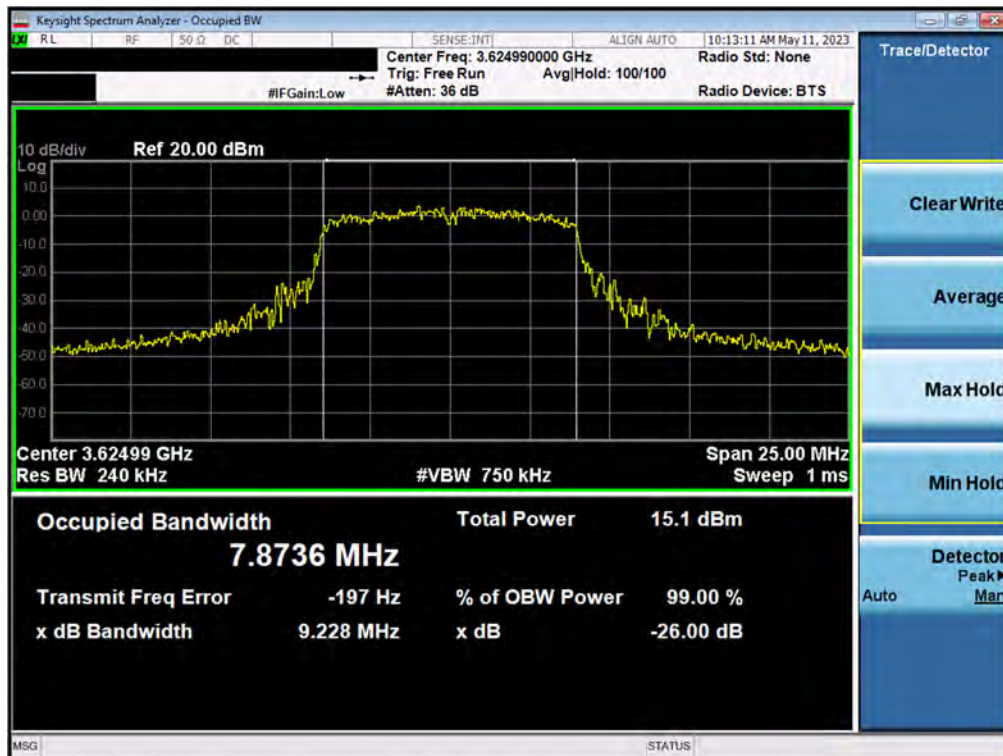 Keysight Spectrum Analyzer - Occupied BW
LXI RL RF 50 Ω DC SENSE:INT ALIGN AUTO 10:13:11 AM May 11, 2023
Center Freq: 3.624990000 GHz Radio Std: None
Trig: Free Run Avg|Hold: 100/100
#IFGain:Low #Atten: 36 dB Radio Device: BTS
10 dB/div Ref 20.00 dBm
Log
10.0
0.00
-10.0
-20.0
-30.0
-40.0
-50.0
-60.0
-70.0
Center 3.62499 GHz Span 25.00 MHz
Res BW 240 kHz #VBW 750 kHz Sweep 1 ms
Occupied Bandwidth Total Power 15.1 dBm
7.8736 MHz
Transmit Freq Error -197 Hz % of OBW Power 99.00 %
x dB Bandwidth 9.228 MHz x dB -26.00 dB
MSG STATUS
Trace/Detector
Clear Write
Average
Max Hold
Min Hold
Detector
Peak▶
Auto Man